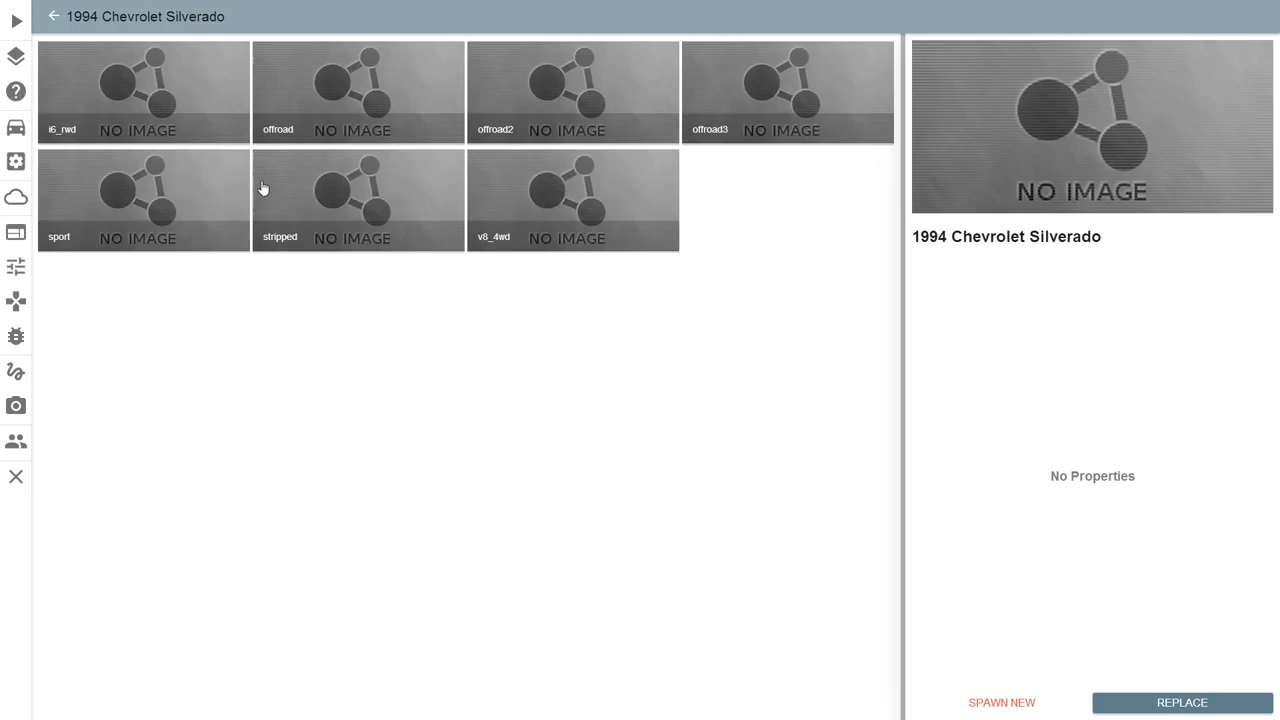 1994 Chevrolet Silverado
i6_rwd
NO IMAGE
offroad
NO IMAGE
offroad2
NO IMAGE
offroad3
NO IMAGE
sport
NO IMAGE
stripped
NO IMAGE
v8_4wd
NO IMAGE
NO IMAGE
1994 Chevrolet Silverado
No Properties
SPAWN NEW
REPLACE